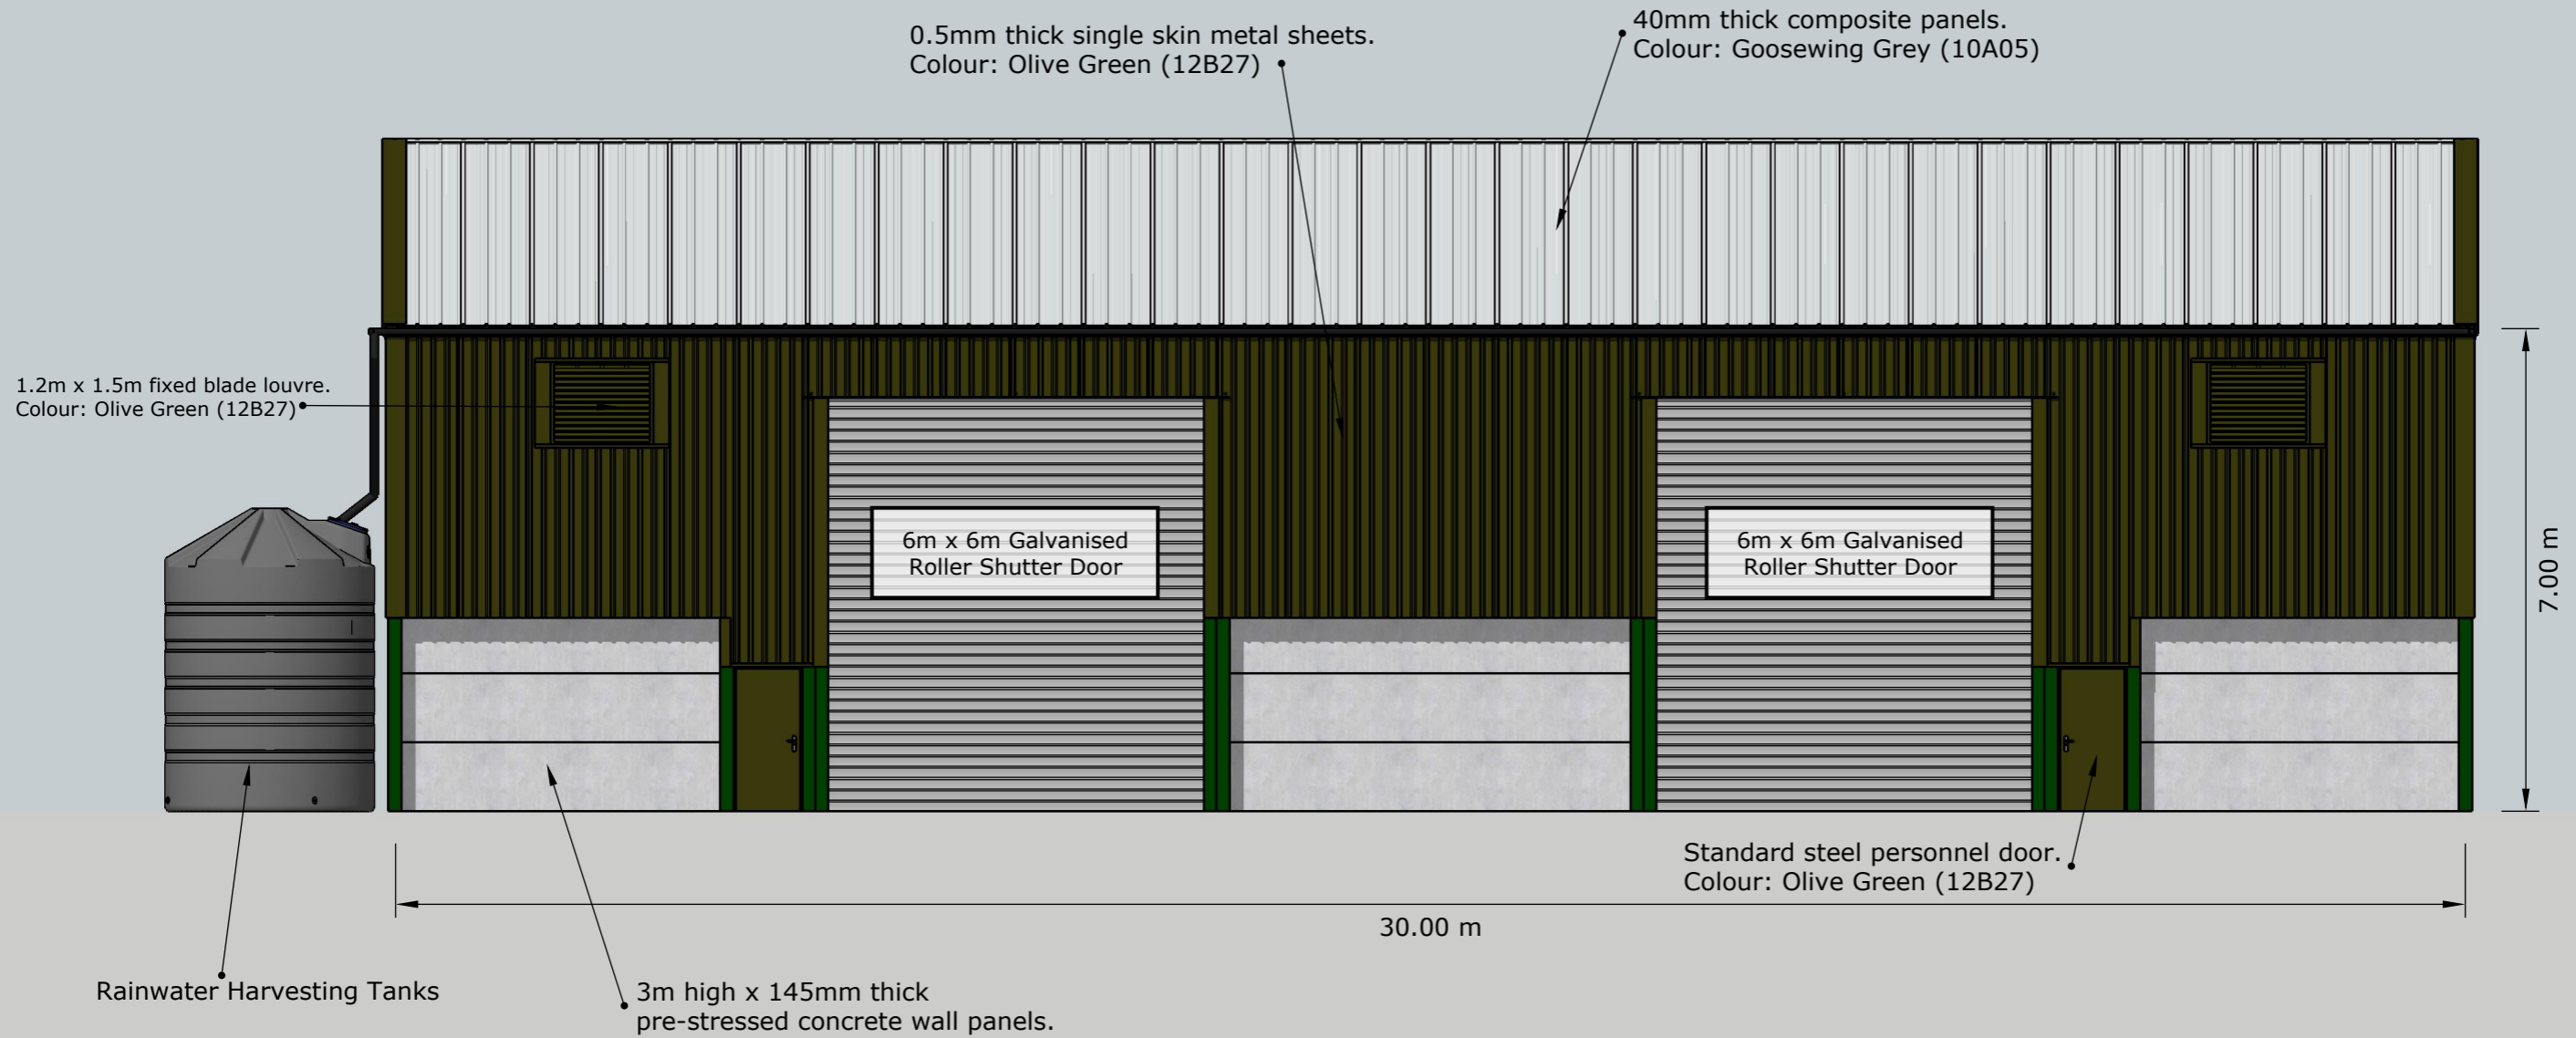 0.5mm thick single skin metal sheets.
Colour: Olive Green (12B27)
40mm thick composite panels.
Colour: Goosewing Grey (10A05)
1.2m x 1.5m fixed blade louvre.
Colour: Olive Green (12B27)
6m x 6m Galvanised
Roller Shutter Door
6m x 6m Galvanised
Roller Shutter Door
7.00 m
Standard steel personnel door.
Colour: Olive Green (12B27)
30.00 m
Rainwater Harvesting Tanks
3m high x 145mm thick
pre-stressed concrete wall panels.